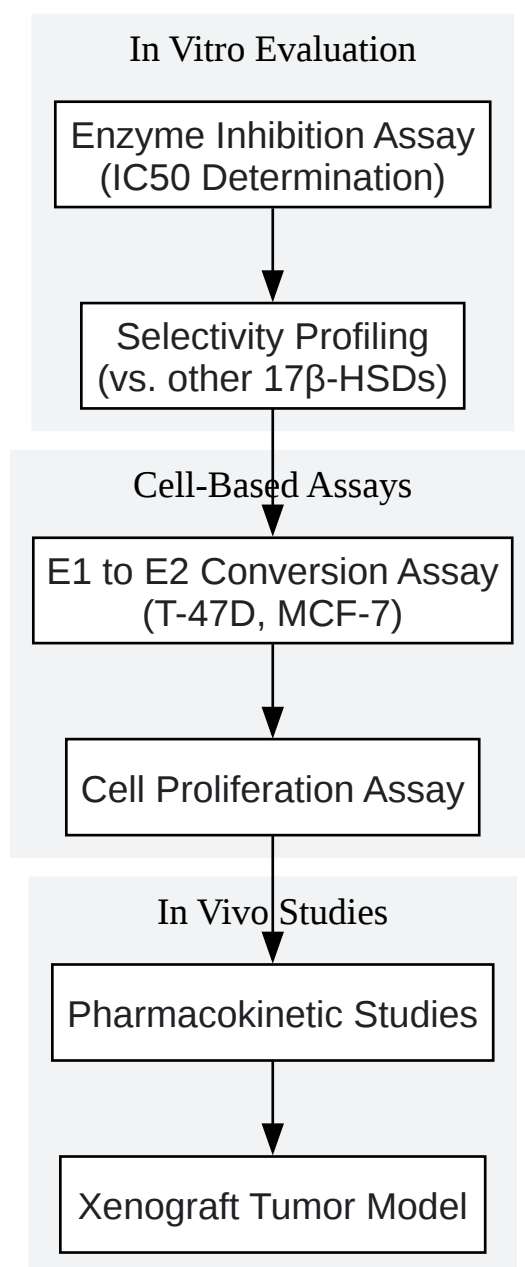 In Vitro Evaluation
Enzyme Inhibition Assay
(IC50 Determination)
Selectivity Profiling
(vs. other 17β-HSDs)
Cell-Based Assays
E1 to E2 Conversion Assay
(T-47D, MCF-7)
Cell Proliferation Assay
In Vivo Studies
Pharmacokinetic Studies
Xenograft Tumor Model